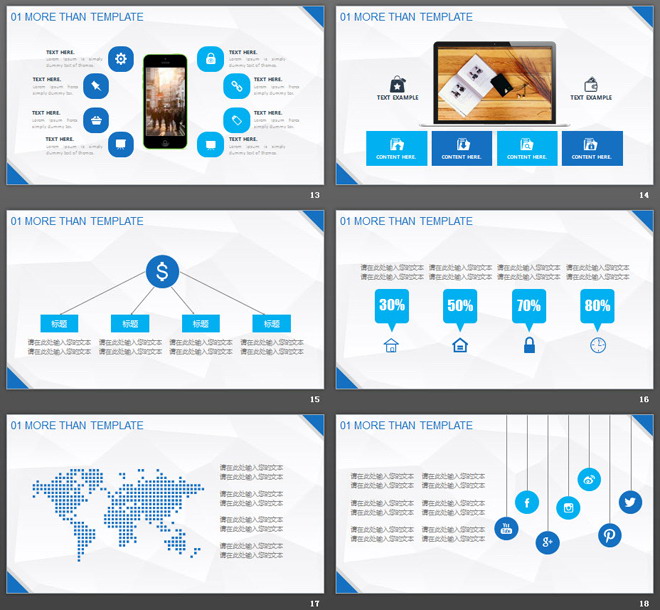 01 MORE THAN TEMPLATE
TEXT HERE.
Lorem Ipsum is simply
dummy text of themes.
TEXT HERE.
Lorem Ipsum fonts
simply dummy tex.
TEXT HERE.
Lorem Ipsum fonts
simply dummy tex.
TEXT HERE.
Lorem Ipsum is simply
dummy text of themes.
TEXT HERE.
Lorem Ipsum is simply
dummy text of themes.
TEXT HERE.
Lorem Ipsum fonts
simply dummy tex.
TEXT HERE.
Lorem Ipsum fonts
simply dummy tex.
TEXT HERE.
Lorem Ipsum is simply
dummy text of themes.
13
01 MORE THAN TEMPLATE
TEXT EXAMPLE
TEXT EXAMPLE
CONTENT HERE.
CONTENT HERE.
CONTENT HERE.
CONTENT HERE.
14
01 MORE THAN TEMPLATE
$
标题
标题
标题
标题
请在此处输入您的文本 请在此处输入您的文本 请在此处输入您的文本 请在此处输入您的文本
请在此处输入您的文本 请在此处输入您的文本 请在此处输入您的文本 请在此处输入您的文本
15
01 MORE THAN TEMPLATE
请在此处输入您的文本 请在此处输入您的文本 请在此处输入您的文本 请在此处输入您的文本
请在此处输入您的文本 请在此处输入您的文本 请在此处输入您的文本 请在此处输入您的文本
30%
50%
70%
80%
16
01 MORE THAN TEMPLATE
请在此处输入您的文本
请在此处输入您的文本
请在此处输入您的文本
请在此处输入您的文本
请在此处输入您的文本
请在此处输入您的文本
请在此处输入您的文本
请在此处输入您的文本
17
01 MORE THAN TEMPLATE
请在此处输入您的文本 请在此处输入您的文本
请在此处输入您的文本 请在此处输入您的文本
请在此处输入您的文本 请在此处输入您的文本
请在此处输入您的文本 请在此处输入您的文本
请在此处输入您的文本 请在此处输入您的文本
请在此处输入您的文本 请在此处输入您的文本
You
Tube
f
g+
18